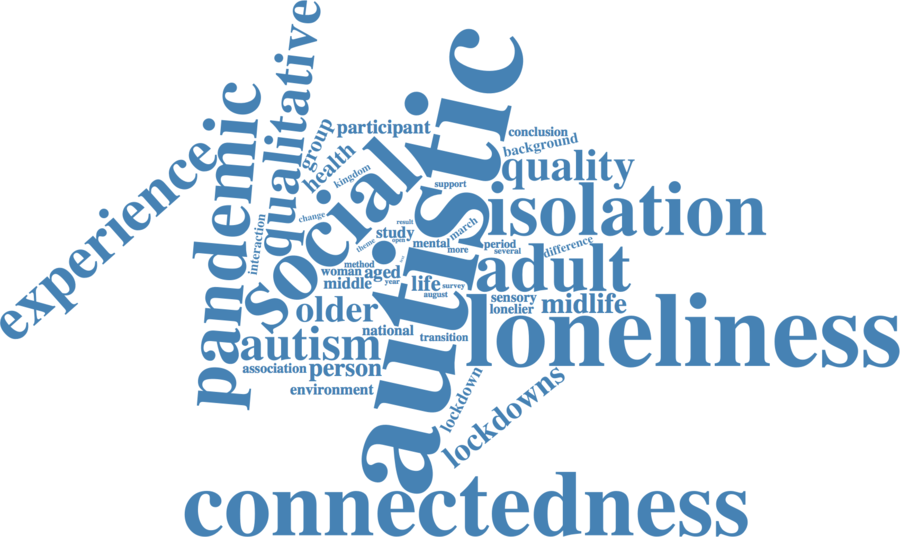 autistic
loneliness
connectedness
social
isolation
pandemic
experience
qualitative
adult
quality
autism
older
lockdowns
midlife
participant
health
group
kingdom
conclusion
background
support
change
result
study
theme
open
mental
march
more
period
several
difference
interaction
method
woman
aged
year
middle
life
survey
august
sensory
lonelier
national
transition
association
person
environment
lockdown